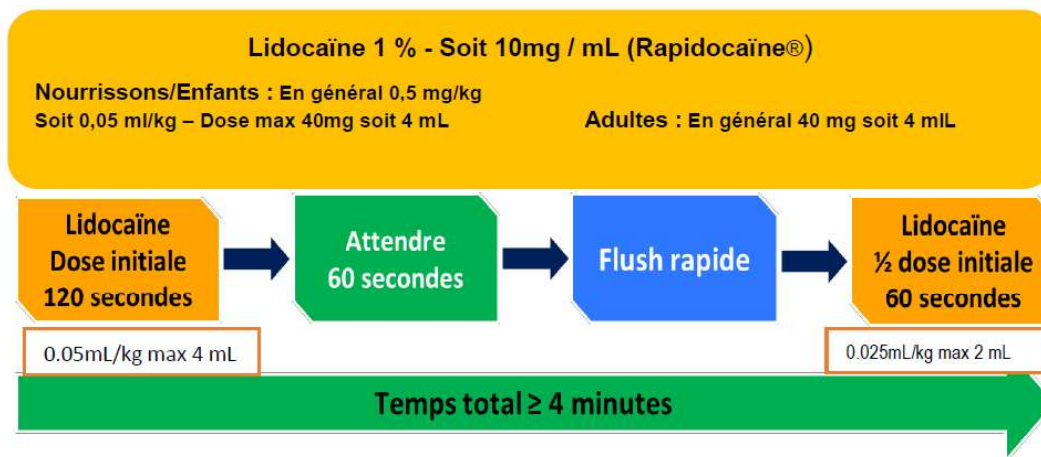 Lidocaïne 1 % - Soit 10mg / mL (Rapidocaïne®)
Nourrissons/Enfants : En général 0,5 mg/kg
Soit 0,05 ml/kg – Dose max 40mg soit 4 mL
Adultes : En général 40 mg soit 4 mlL
Lidocaïne
Dose initiale
120 secondes
Attendre
60 secondes
Flush rapide
Lidocaïne
½ dose initiale
60 secondes
0.05mL/kg max 4 mL
0.025mL/kg max 2 mL
Temps total ≥ 4 minutes